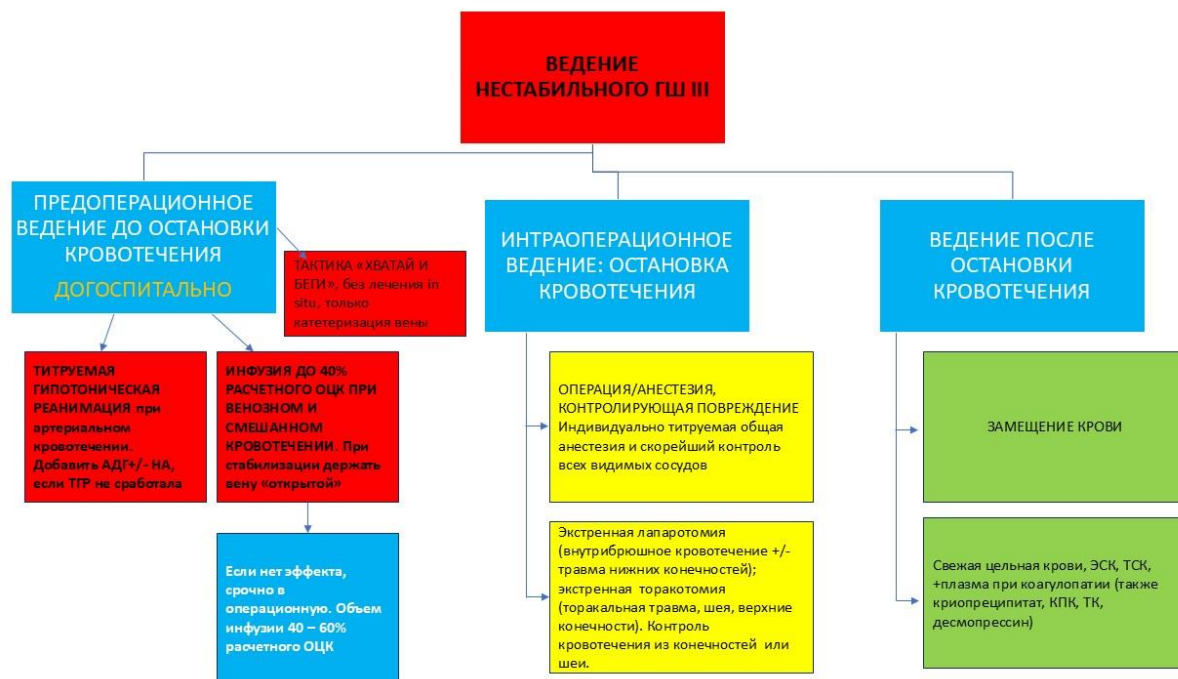 ВЕДЕНИЕ
НЕСТАБИЛЬНОГО ГШ III
ПРЕДОПЕРАЦИОННОЕ
ВЕДЕНИЕ ДО ОСТАНОВКИ
КРОВОТЕЧЕНИЯ
ДОГОСПИТАЛЬНО
ТАКТИКА «ХВАТАЙ И
БЕГИ», без лечения in
situ, только
катетеризация вены
ТИТРУЕМАЯ
ГИПОТОНИЧЕСКАЯ
РЕАНИМАЦИЯ при
артериальном
кровотечении.
Добавить АДГ+/- НА,
если ТГР не сработала
ИНФУЗИЯ ДО 40%
РАСЧЕТНОГО ОЦК ПРИ
ВЕНОЗНОМ И
СМЕШАННОМ
КРОВОТЕЧЕНИИ. При
стабилизации держать
вену «открытой»
Если нет эффекта,
срочно в
операционную. Объем
инфузии 40 – 60%
расчетного ОЦК
ИНТРАОПЕРАЦИОННОЕ
ВЕДЕНИЕ: ОСТАНОВКА
КРОВОТЕЧЕНИЯ
ОПЕРАЦИЯ/АНЕСТЕЗИЯ,
КОНТРОЛИРУЮЩАЯ ПОВРЕЖДЕНИЕ
Индивидуально титруемая общая
анестезия и скорейший контроль
всех видимых сосудов
Экстренная лапаротомия
(внутрибрюшное кровотечение +/-
травма нижних конечностей);
экстренная торакотомия
(торакальная травма, шея, верхние
конечности). Контроль
кровотечения из конечностей или
шеи.
ВЕДЕНИЕ ПОСЛЕ
ОСТАНОВКИ
КРОВОТЕЧЕНИЯ
ЗАМЕЩЕНИЕ КРОВИ
Свежая цельная крови, ЭСК, ТСК,
+плазма при коагулопатии (также
криопреципитат, КПК, ТК,
десмопрессин)